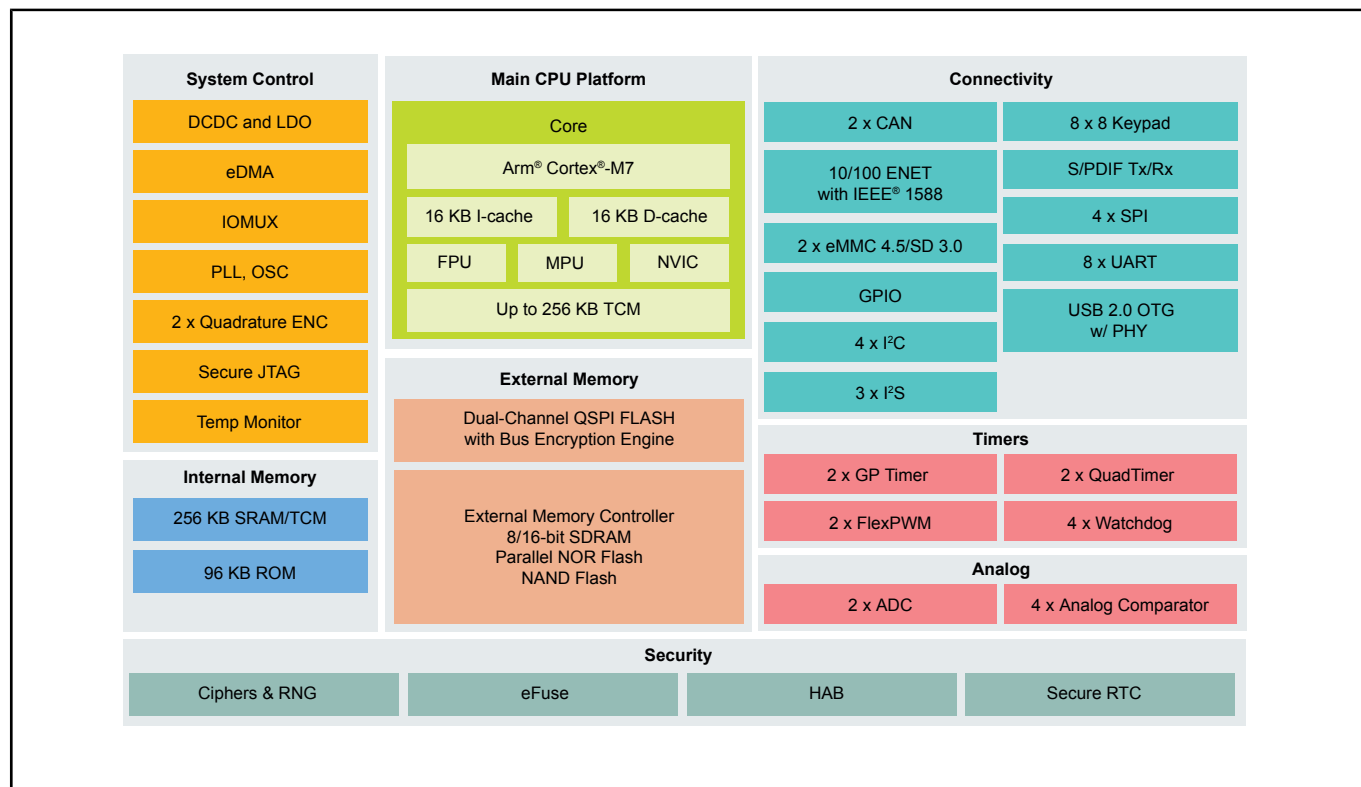 System Control
DCDC and LDO
eDMA
IOMUX
PLL, OSC
2 x Quadrature ENC
Secure JTAG
Temp Monitor
Internal Memory
256 KB SRAM/TCM
96 KB ROM
Main CPU Platform
Core
Arm® Cortex®-M7
16 KB I-cache
16 KB D-cache
FPU
MPU
NVIC
Up to 256 KB TCM
External Memory
Dual-Channel QSPI FLASH
with Bus Encryption Engine
External Memory Controller
8/16-bit SDRAM
Parallel NOR Flash
NAND Flash
Connectivity
2 x CAN
10/100 ENET
with IEEE® 1588
2 x eMMC 4.5/SD 3.0
GPIO
4 x I²C
3 x I²S
8 x 8 Keypad
S/PDIF Tx/Rx
4 x SPI
8 x UART
USB 2.0 OTG
w/ PHY
Timers
2 x GP Timer
2 x QuadTimer
2 x FlexPWM
4 x Watchdog
Analog
2 x ADC
4 x Analog Comparator
Security
Ciphers & RNG
eFuse
HAB
Secure RTC